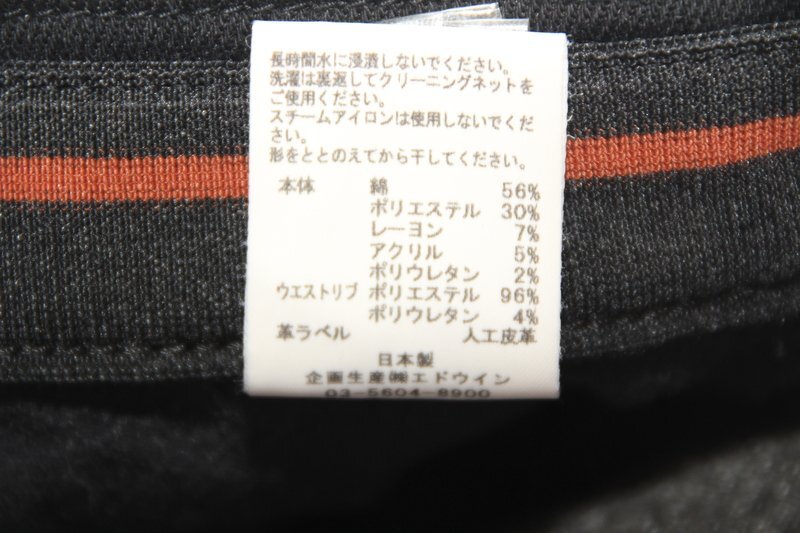 長時間水に浸漬しないでください。
洗濯は裏返してクリーニングネットを
ご使用ください。
スチームアイロンは使用しないでくだ
さい。
形をととのえてから干してください。
本体 綿 56%
ポリエステル 30%
レーヨン 7%
アクリル 5%
ポリウレタン 2%
ウエストリブ ポリエステル 96%
ポリウレタン 4%
革ラベル 人工皮革
日本製
企画生産㈱エドウイン
03-5604-8900